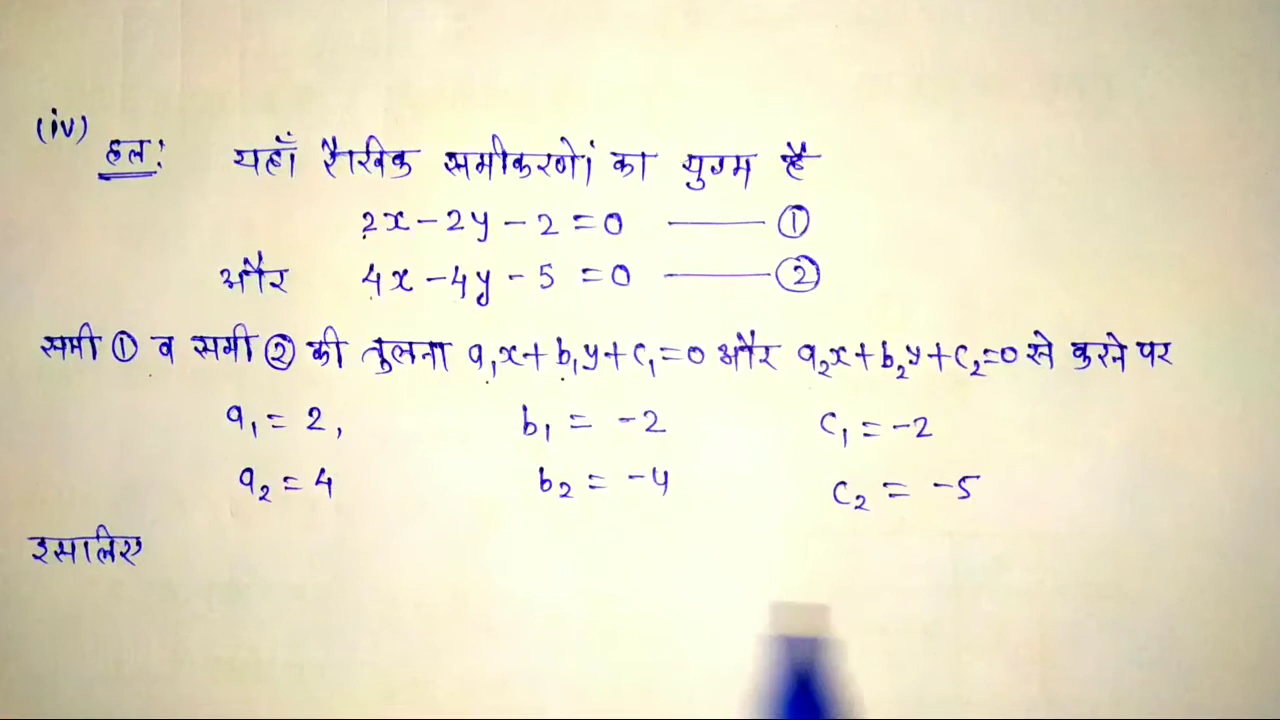 (iv) हल: यहाँ रैखिक समीकरणों का युग्म है
2x - 2y - 2 = 0 —— ①
और 4x - 4y - 5 = 0 —— ②
समी ① व समी ② की तुलना a₁x + b₁y + c₁ = 0 और a₂x + b₂y + c₂ = 0 से करने पर
a₁ = 2, b₁ = -2 c₁ = -2
a₂ = 4 b₂ = -4 c₂ = -5
इसलिए